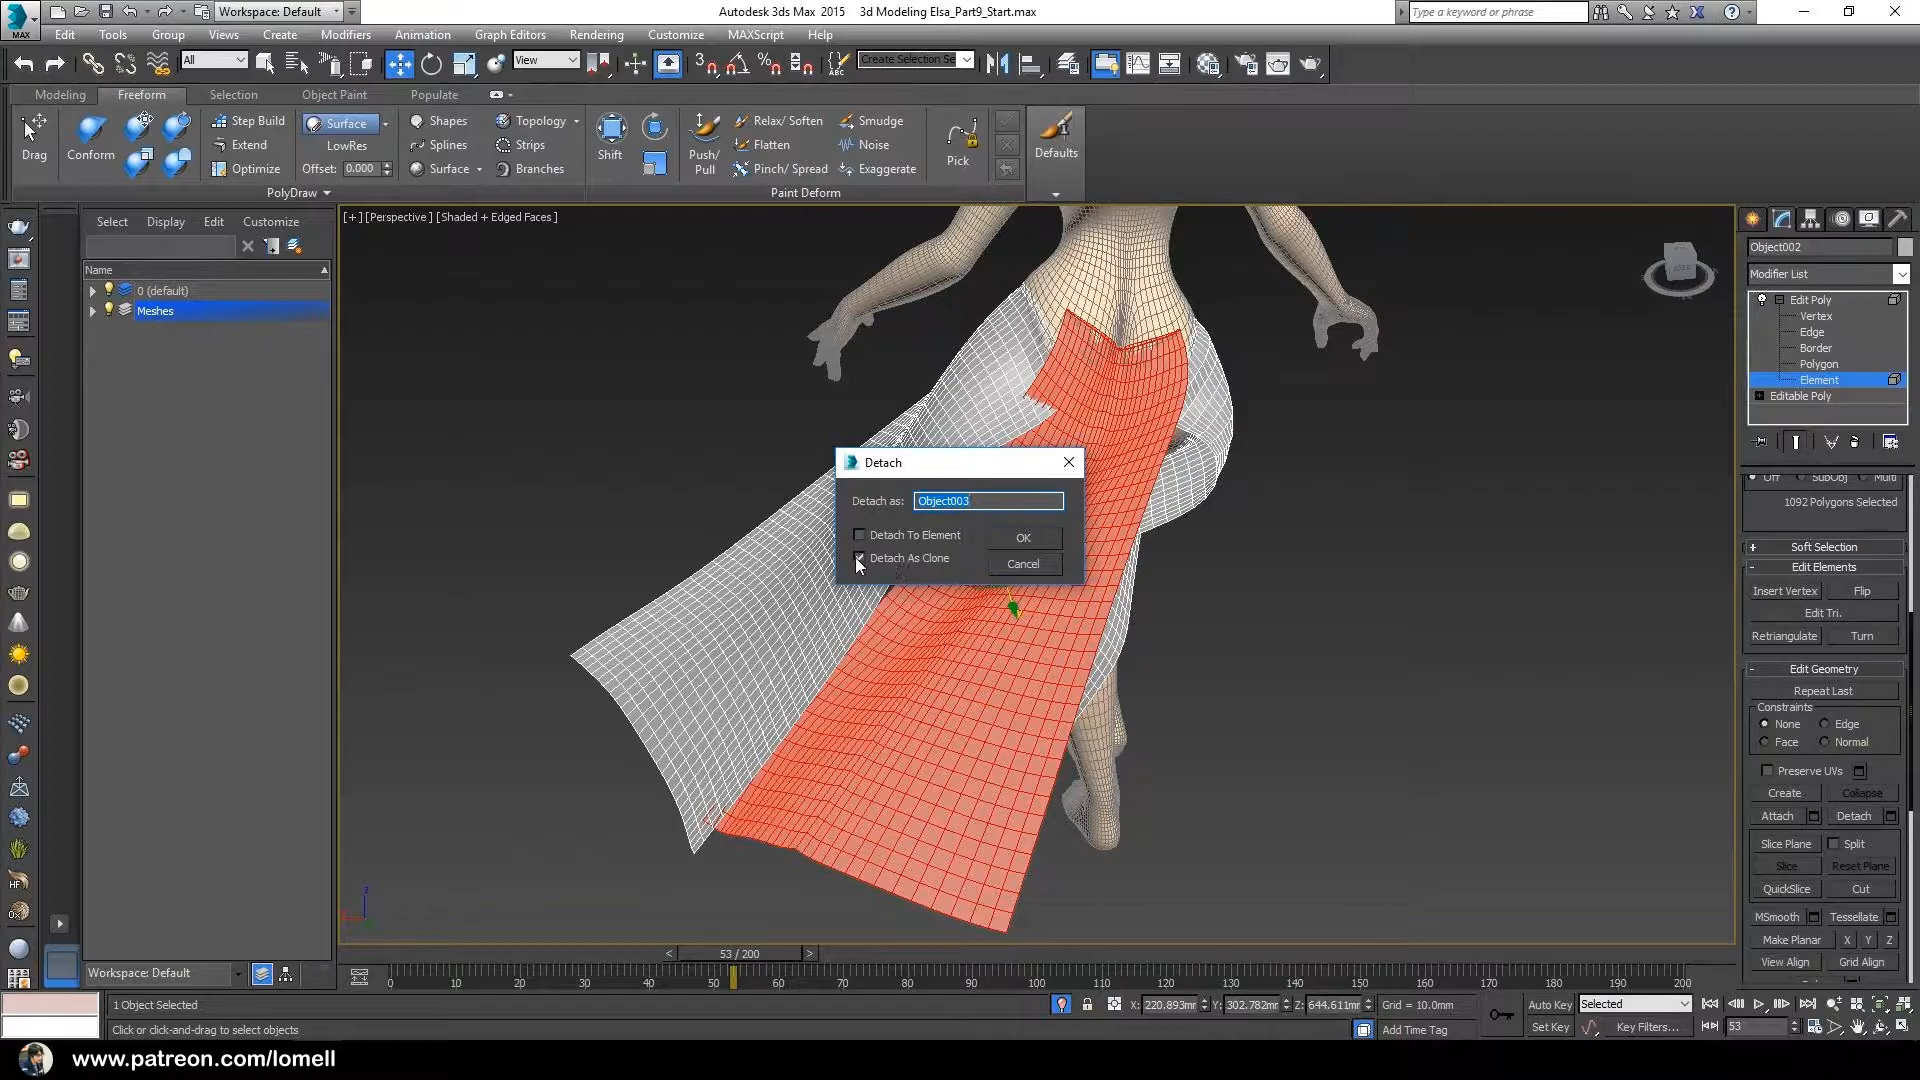 Workspace: Default
Autodesk 3ds Max 2015    3d Modeling Elsa_Part9_Start.max
Type a keyword or phrase
MAX
Edit Tools Group Views Create Modifiers Animation Graph Editors Rendering Customize MAXScript Help
All
View
Create Selection Se
Modeling Freeform Selection Object Paint Populate
Drag
Conform
Step Build
Extend
Optimize
Surface
LowRes
Offset: 0.000
Shapes
Splines
Surface
Topology
Strips
Branches
PolyDraw
Shift
Push/
Pull
Relax/ Soften
Flatten
Pinch/ Spread
Smudge
Noise
Exaggerate
Paint Deform
Pick
Defaults
Select Display Edit Customize
Name
0 (default)
Meshes
[+] [Perspective] [Shaded + Edged Faces]
Detach
Detach as: Object003
Detach To Element
OK
Detach As Clone
Cancel
Object002
Modifier List
Edit Poly
Vertex
Edge
Border
Polygon
Element
Editable Poly
Off SubObj Multi
1092 Polygons Selected
+ Soft Selection
- Edit Elements
Insert Vertex Flip
Edit Tri.
Retriangulate Turn
- Edit Geometry
Repeat Last
Constraints
None Edge
Face Normal
Preserve UVs
Create Collapse
Attach Detach
Slice Plane Split
Slice Reset Plane
QuickSlice Cut
MSmooth Tessellate
Make Planar X Y Z
View Align Grid Align
< 53 / 200 >
Workspace: Default
0 10 20 30 40 50 60 70 80 90 100 110 120 130 140 150 160 170 180 190 200
1 Object Selected
X: 220.893mm Y: 302.782mm Z: 644.611mm Grid = 10.0mm
Auto Key Selected
Click or click-and-drag to select objects
Add Time Tag
Set Key Key Filters... 53
www.patreon.com/lomell